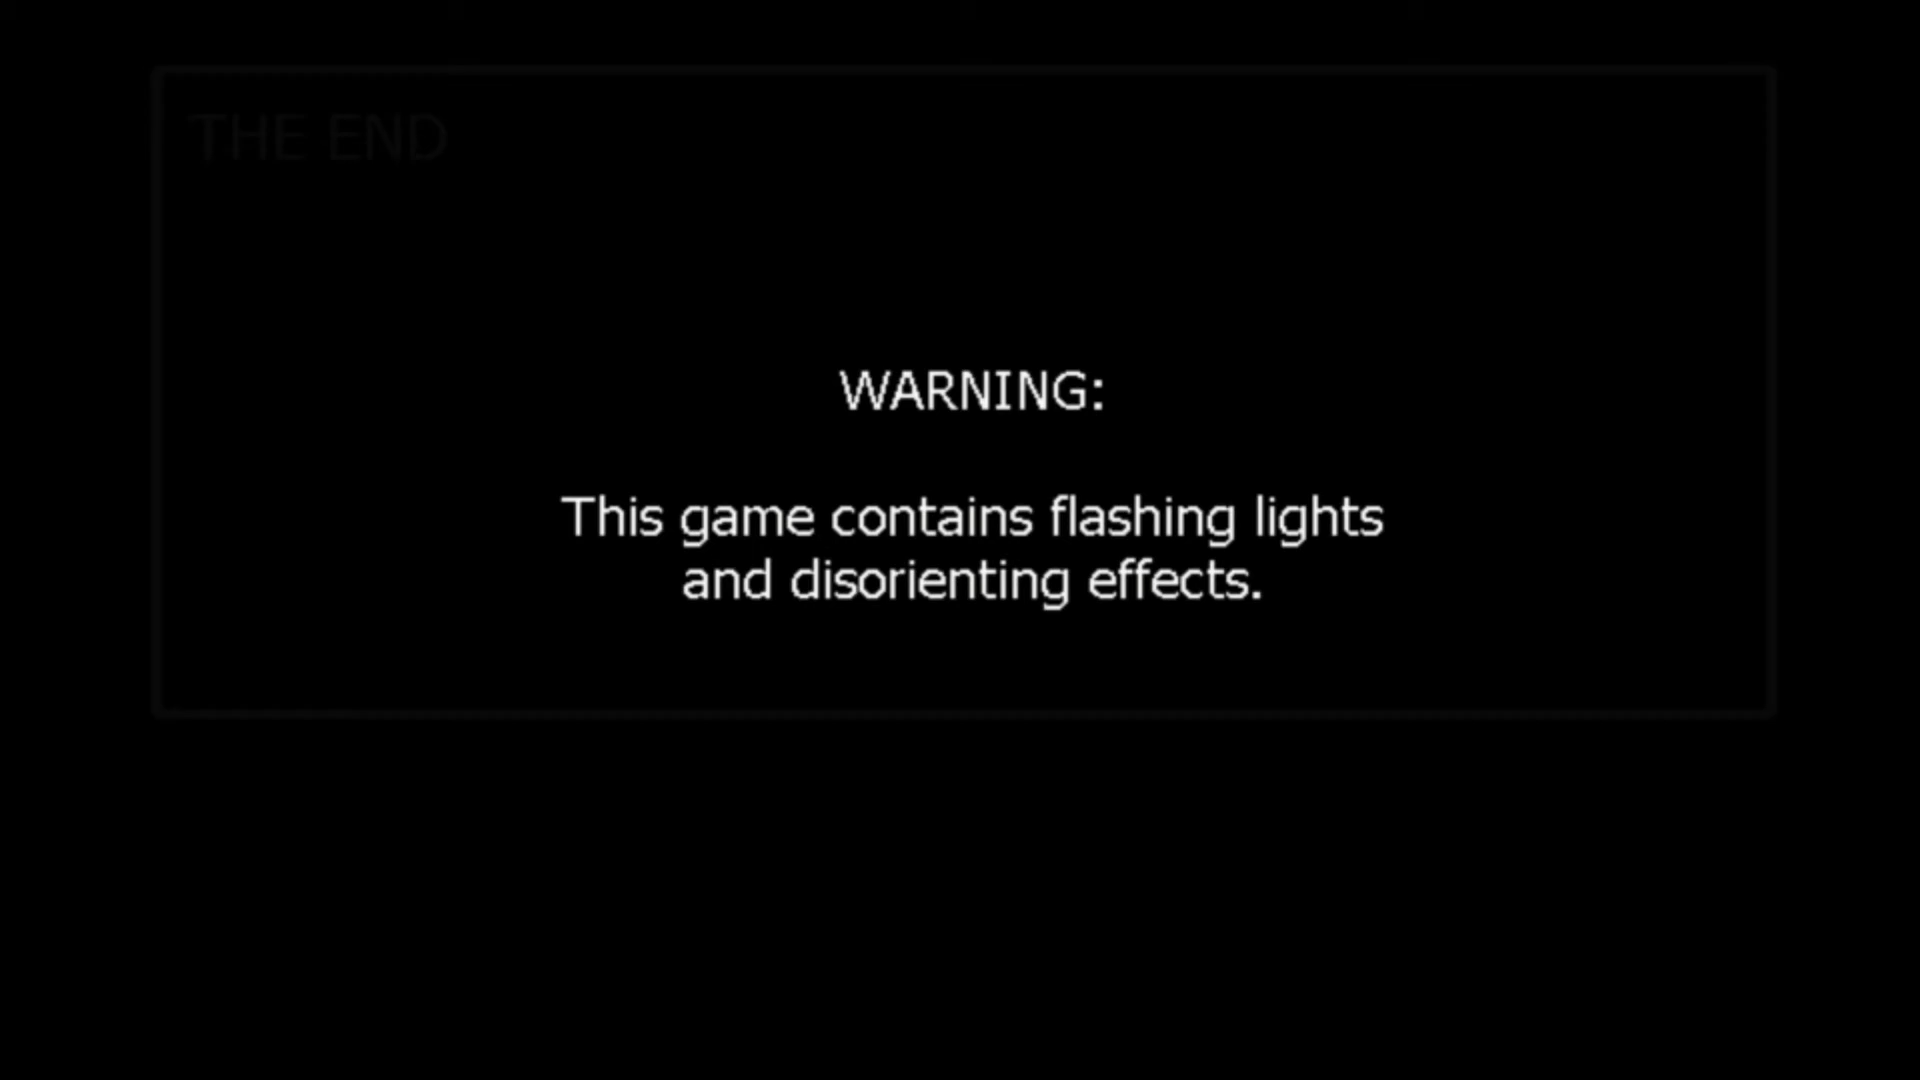 THE END
WARNING:
This game contains flashing lights
and disorienting effects.